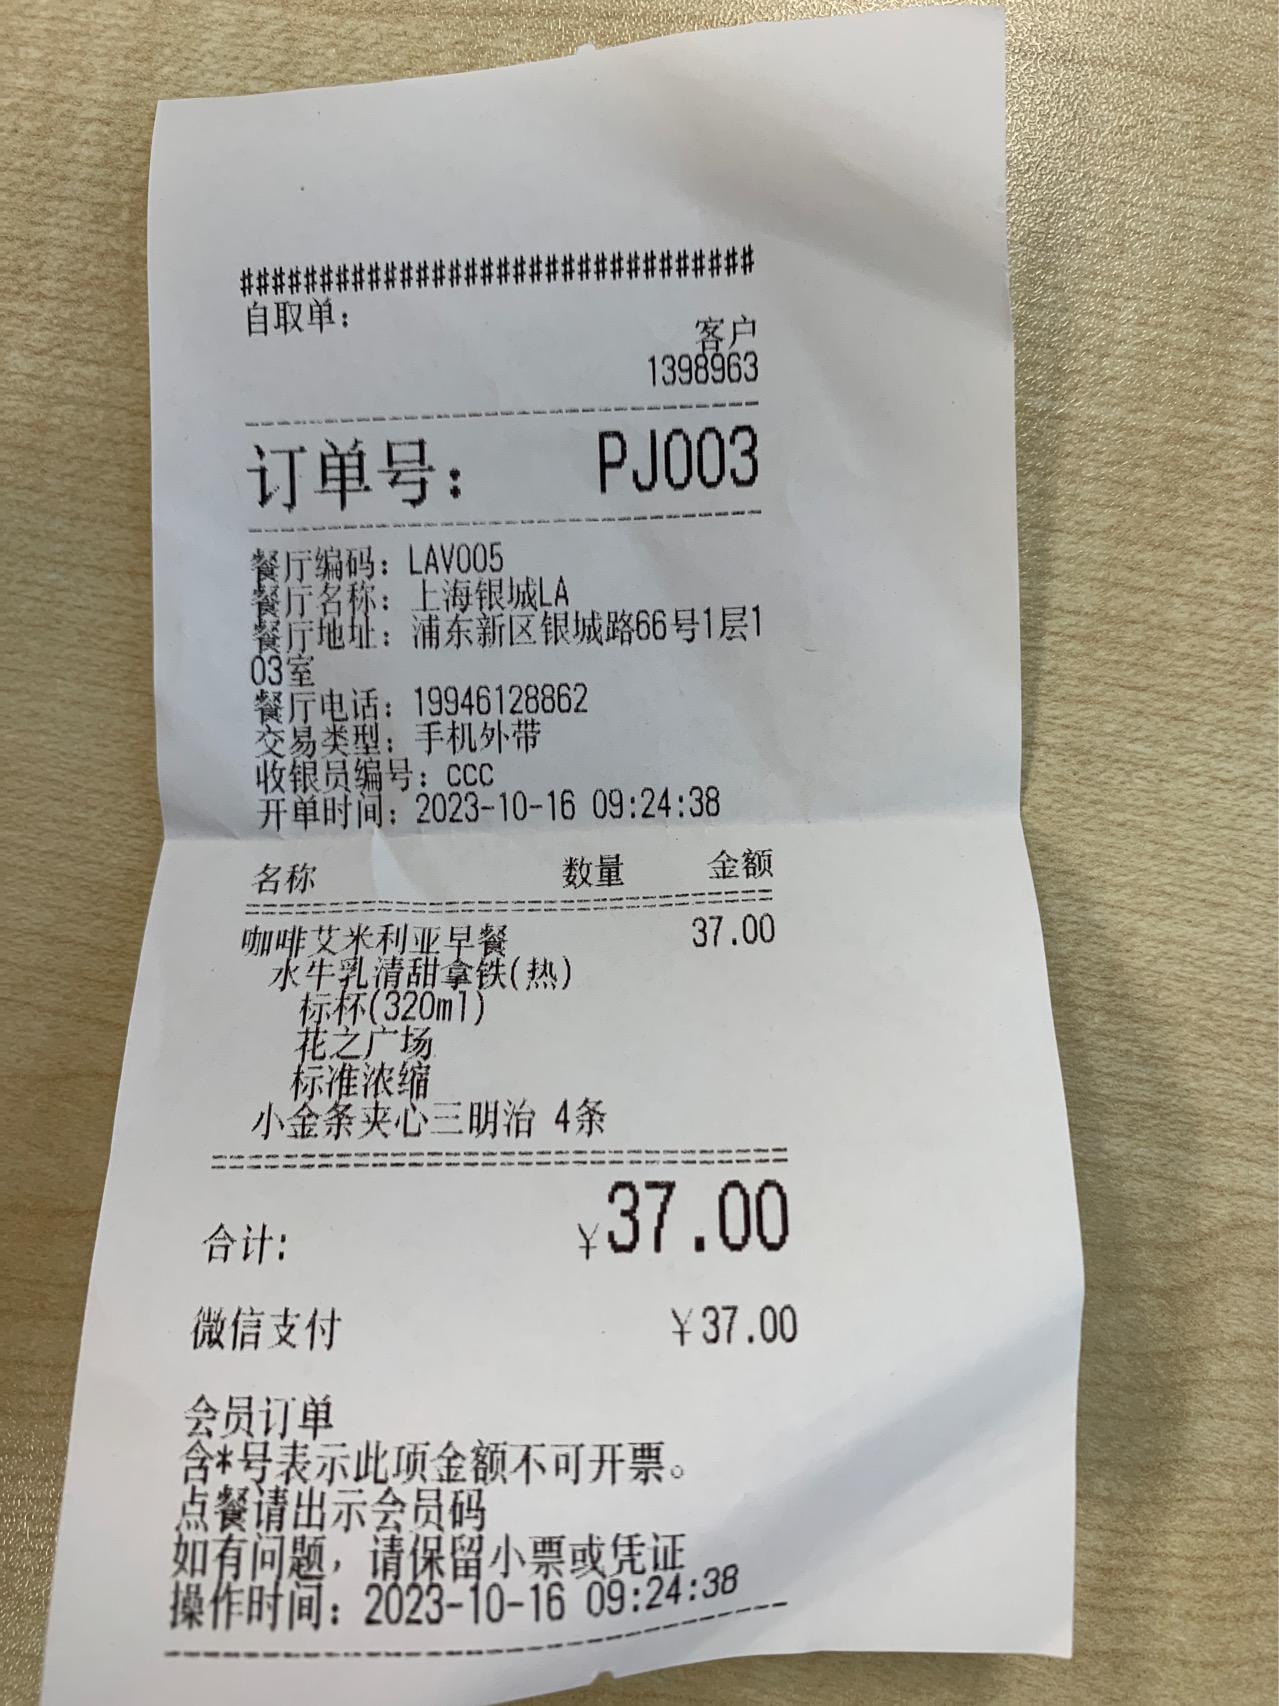 ################################
自取单：
客户
1398963
订单号： PJ003
餐厅编码：LAV005
餐厅名称：上海银城LA
餐厅地址：浦东新区银城路66号1层1
03室
餐厅电话：19946128862
交易类型：手机外带
收银员编号：ccc
开单时间：2023-10-16 09:24:38
名称 数量 金额
咖啡艾米利亚早餐 37.00
水牛乳清甜拿铁(热)
标杯(320ml)
花之广场
标准浓缩
小金条夹心三明治 4条
合计: ¥37.00
微信支付 ¥37.00
会员订单
含*号表示此项金额不可开票。
点餐请出示会员码
如有问题，请保留小票或凭证
操作时间：2023-10-16 09:24:38